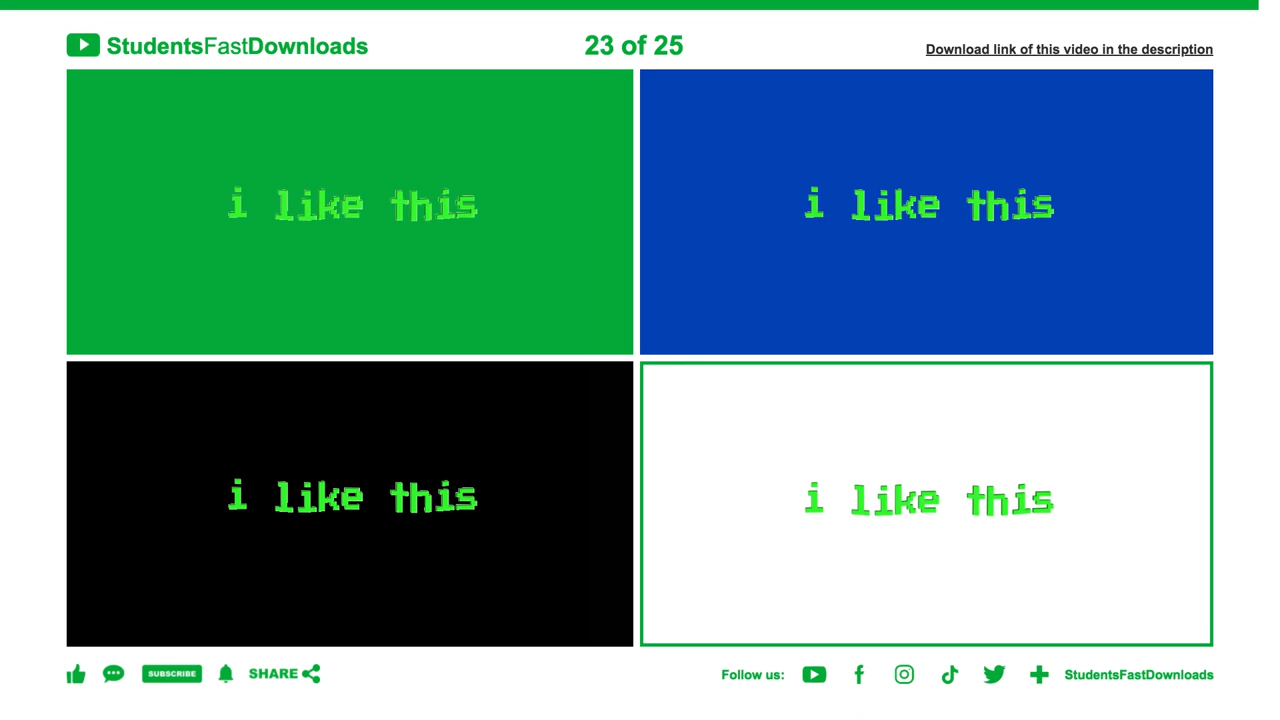 StudentsFastDownloads
23 of 25
Download link of this video in the description
i like this
i like this
i like this
i like this
SUBSCRIBE
SHARE
Follow us:
StudentsFastDownloads